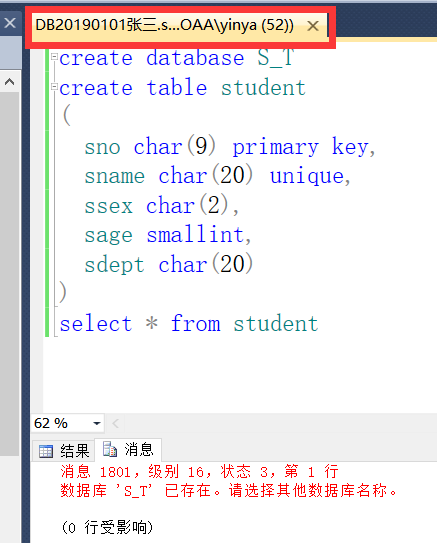 DB20190101张三.s...OAA\yinya (52))
create database S_T
create table student
(
sno char(9) primary key,
sname char(20) unique,
ssex char(2),
sage smallint,
sdept char(20)
)
select * from student
62 %
结果 消息
消息 1801，级别 16，状态 3，第 1 行
数据库 'S_T' 已存在。请选择其他数据库名称。
(0 行受影响)